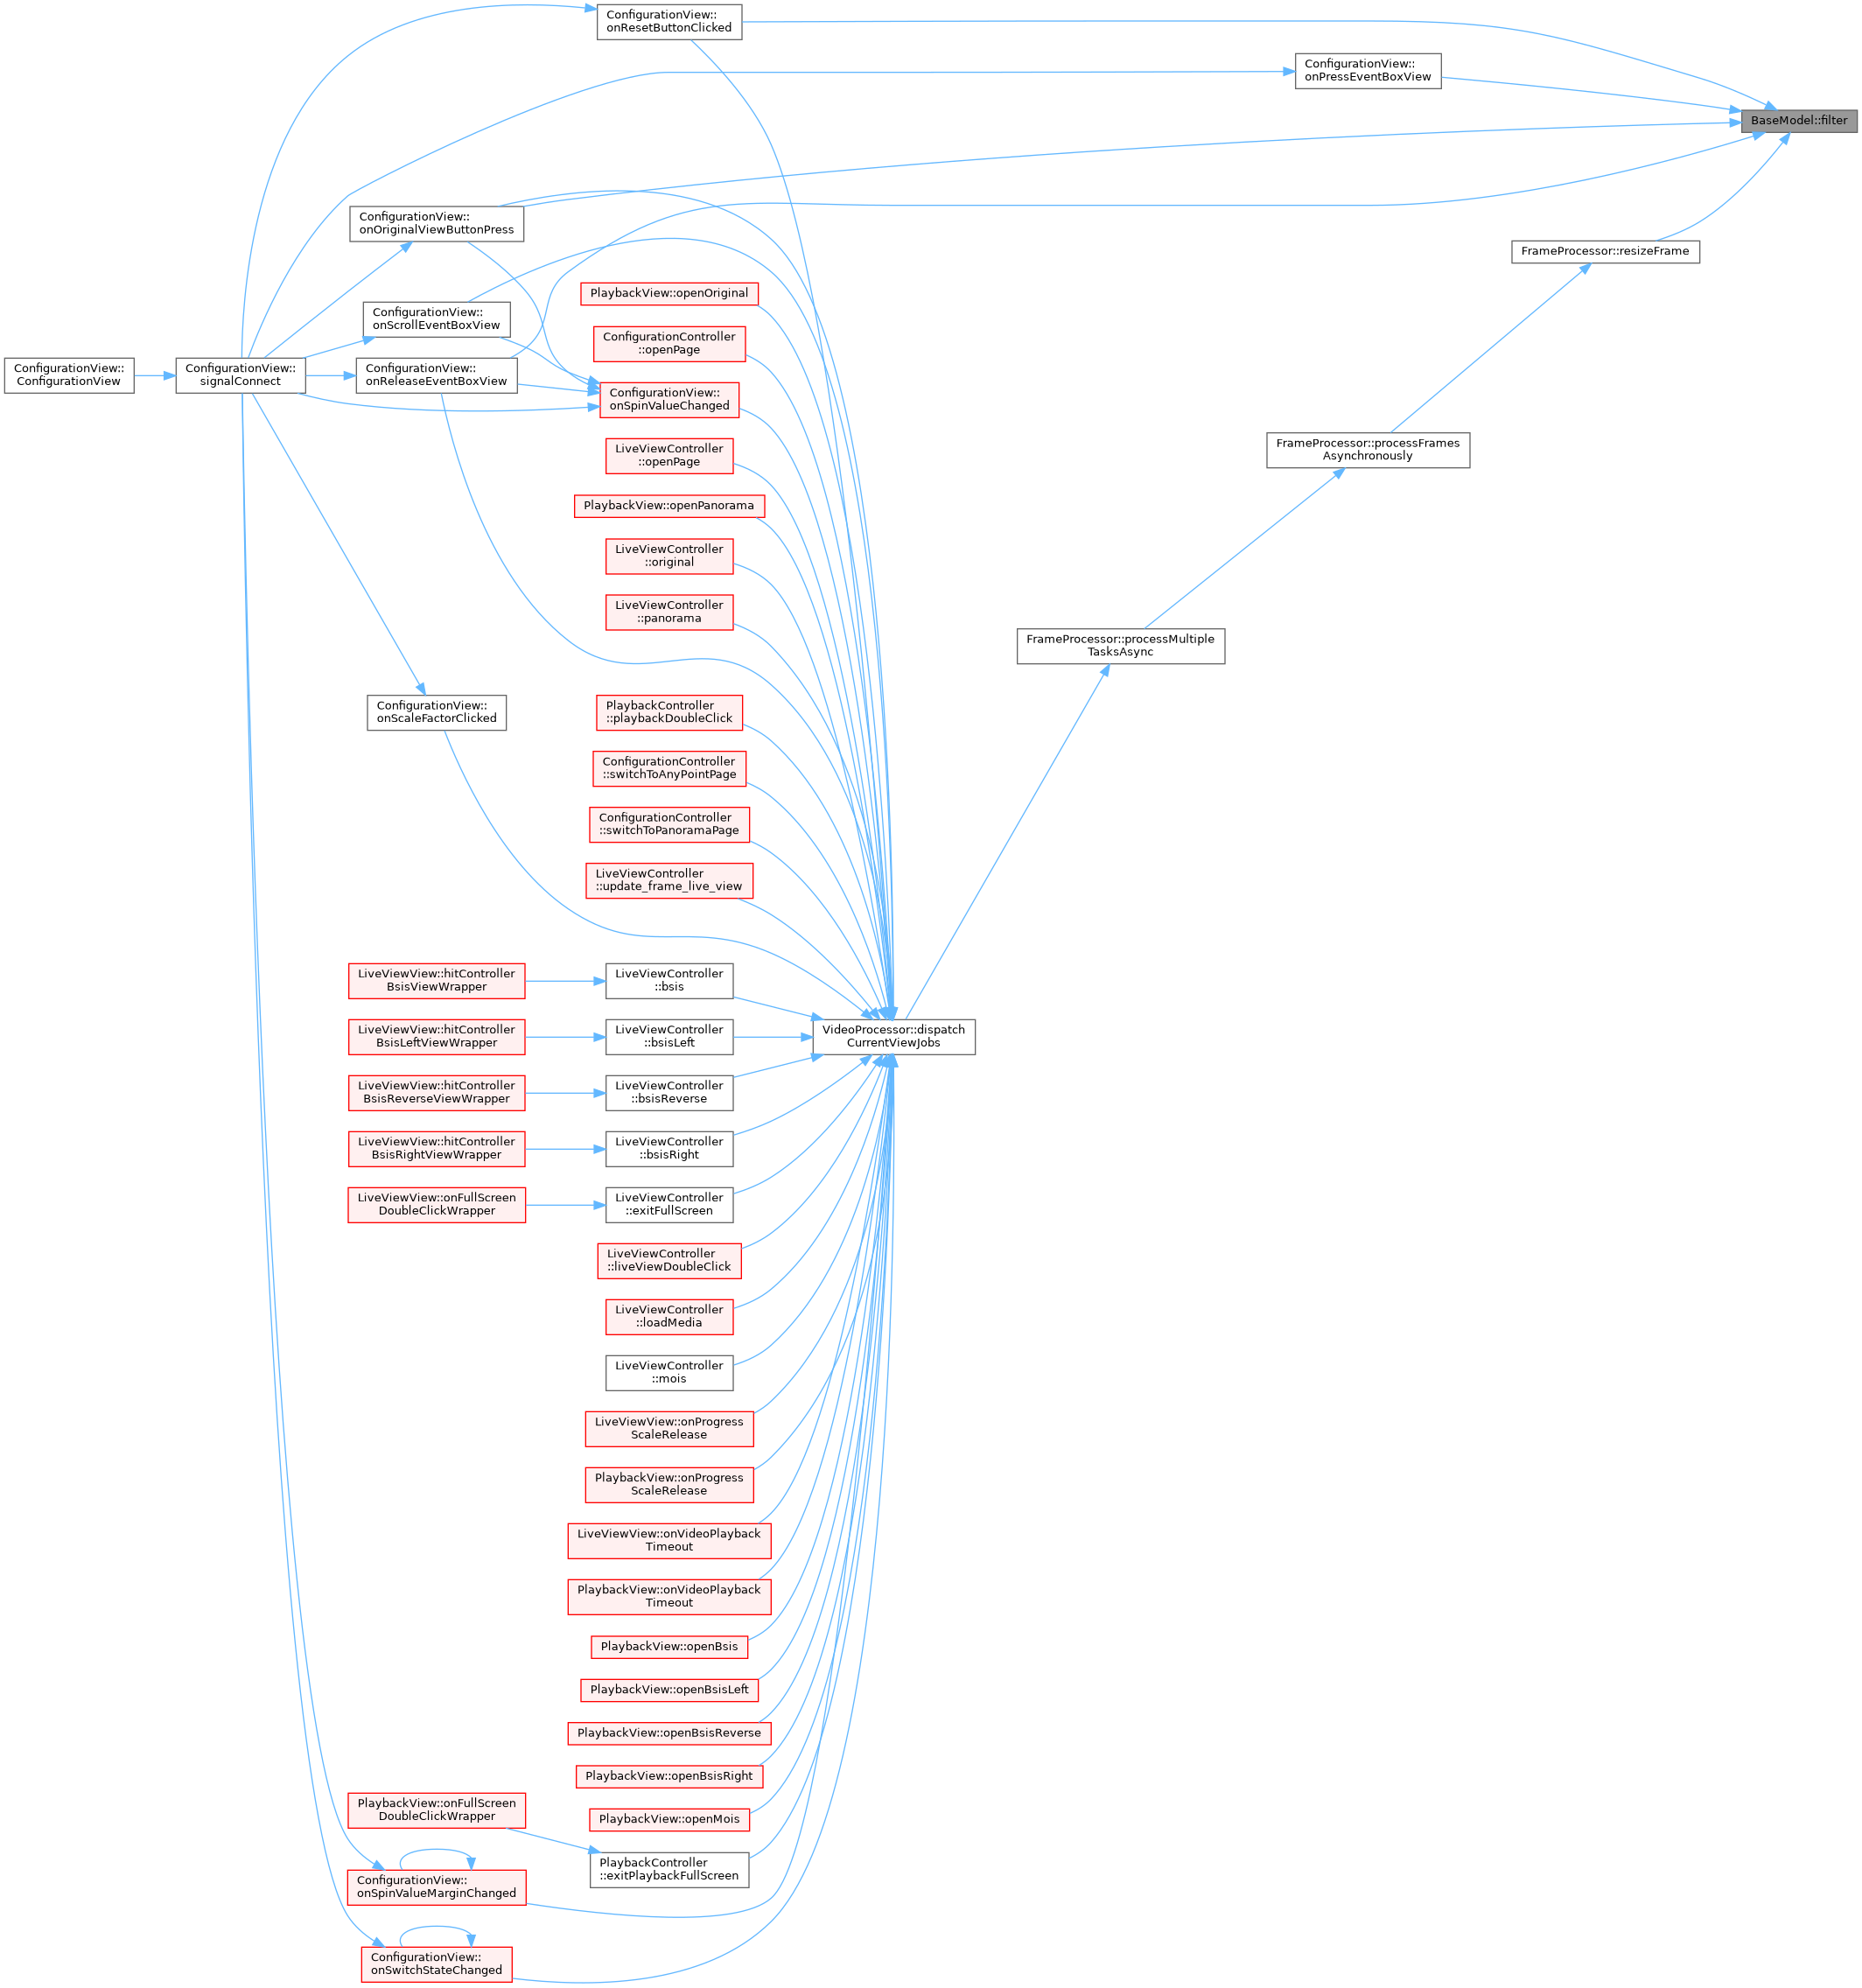 ConfigurationView::
onResetButtonClicked
ConfigurationView::
onPressEventBoxView
BaseModel::filter
ConfigurationView::
onOriginalViewButtonPress
FrameProcessor::resizeFrame
PlaybackView::openOriginal
ConfigurationView::
onScrollEventBoxView
ConfigurationController
::openPage
ConfigurationView::
ConfigurationView
ConfigurationView::
signalConnect
ConfigurationView::
onReleaseEventBoxView
ConfigurationView::
onSpinValueChanged
LiveViewController
::openPage
FrameProcessor::processFrames
Asynchronously
PlaybackView::openPanorama
LiveViewController
::original
LiveViewController
::panorama
FrameProcessor::processMultiple
TasksAsync
ConfigurationView::
onScaleFactorClicked
PlaybackController
::playbackDoubleClick
ConfigurationController
::switchToAnyPointPage
ConfigurationController
::switchToPanoramaPage
LiveViewController
::update_frame_live_view
LiveViewView::hitController
BsisViewWrapper
LiveViewController
::bsis
LiveViewView::hitController
BsisLeftViewWrapper
LiveViewController
::bsisLeft
VideoProcessor::dispatch
CurrentViewJobs
LiveViewView::hitController
BsisReverseViewWrapper
LiveViewController
::bsisReverse
LiveViewView::hitController
BsisRightViewWrapper
LiveViewController
::bsisRight
LiveViewView::onFullScreen
DoubleClickWrapper
LiveViewController
::exitFullScreen
LiveViewController
::liveViewDoubleClick
LiveViewController
::loadMedia
LiveViewController
::mois
LiveViewView::onProgress
ScaleRelease
PlaybackView::onProgress
ScaleRelease
LiveViewView::onVideoPlayback
Timeout
PlaybackView::onVideoPlayback
Timeout
PlaybackView::openBsis
PlaybackView::openBsisLeft
PlaybackView::openBsisReverse
PlaybackView::openBsisRight
PlaybackView::onFullScreen
DoubleClickWrapper
PlaybackView::openMois
PlaybackController
::exitPlaybackFullScreen
ConfigurationView::
onSpinValueMarginChanged
ConfigurationView::
onSwitchStateChanged